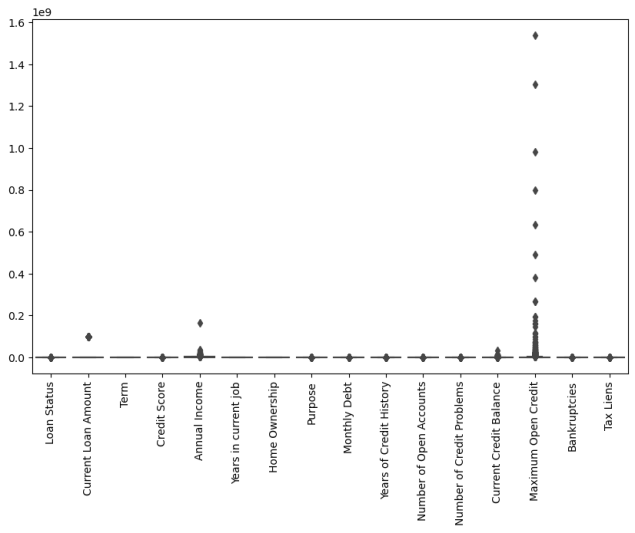 1e9
1.6
1.4
1.2
1.0
0.8
0.6
0.4
0.2
0.0
Loan Status
Current Loan Amount
Term
Credit Score
Annual Income
Years in current job
Home Ownership
Purpose
Monthly Debt
Years of Credit History
Number of Open Accounts
Number of Credit Problems
Current Credit Balance
Maximum Open Credit
Bankruptcies
Tax Liens